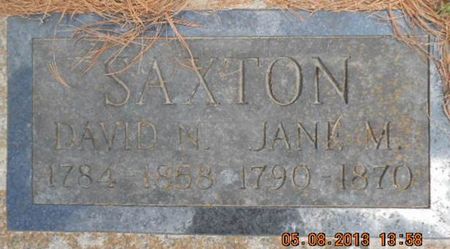 SAXTON
DAVID N. JANE M.
1784-1858 1790-1870
05.08.2013 13:58